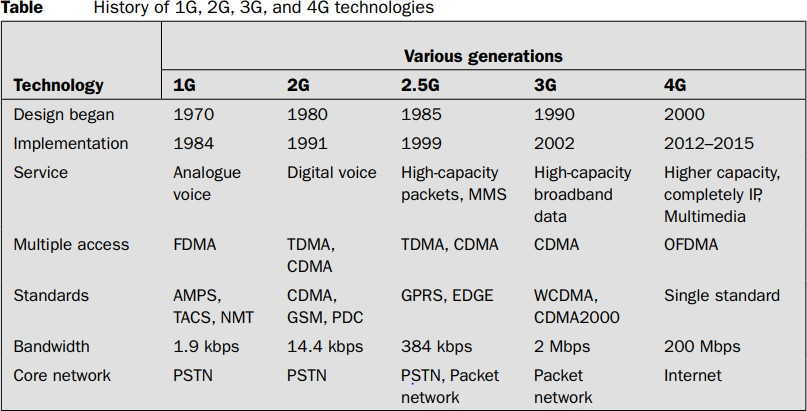 Table History of 1G, 2G, 3G, and 4G technologies
Various generations
Technology 1G 2G 2.5G 3G 4G
Design began 1970 1980 1985 1990 2000
Implementation 1984 1991 1999 2002 2012–2015
Service Analogue Digital voice High-capacity High-capacity Higher capacity,
voice packets, MMS broadband completely IP,
data Multimedia
Multiple access FDMA TDMA, TDMA, CDMA CDMA OFDMA
CDMA
Standards AMPS, CDMA, GPRS, EDGE WCDMA, Single standard
TACS, NMT GSM, PDC CDMA2000
Bandwidth 1.9 kbps 14.4 kbps 384 kbps 2 Mbps 200 Mbps
Core network PSTN PSTN PSTN, Packet Packet Internet
network network